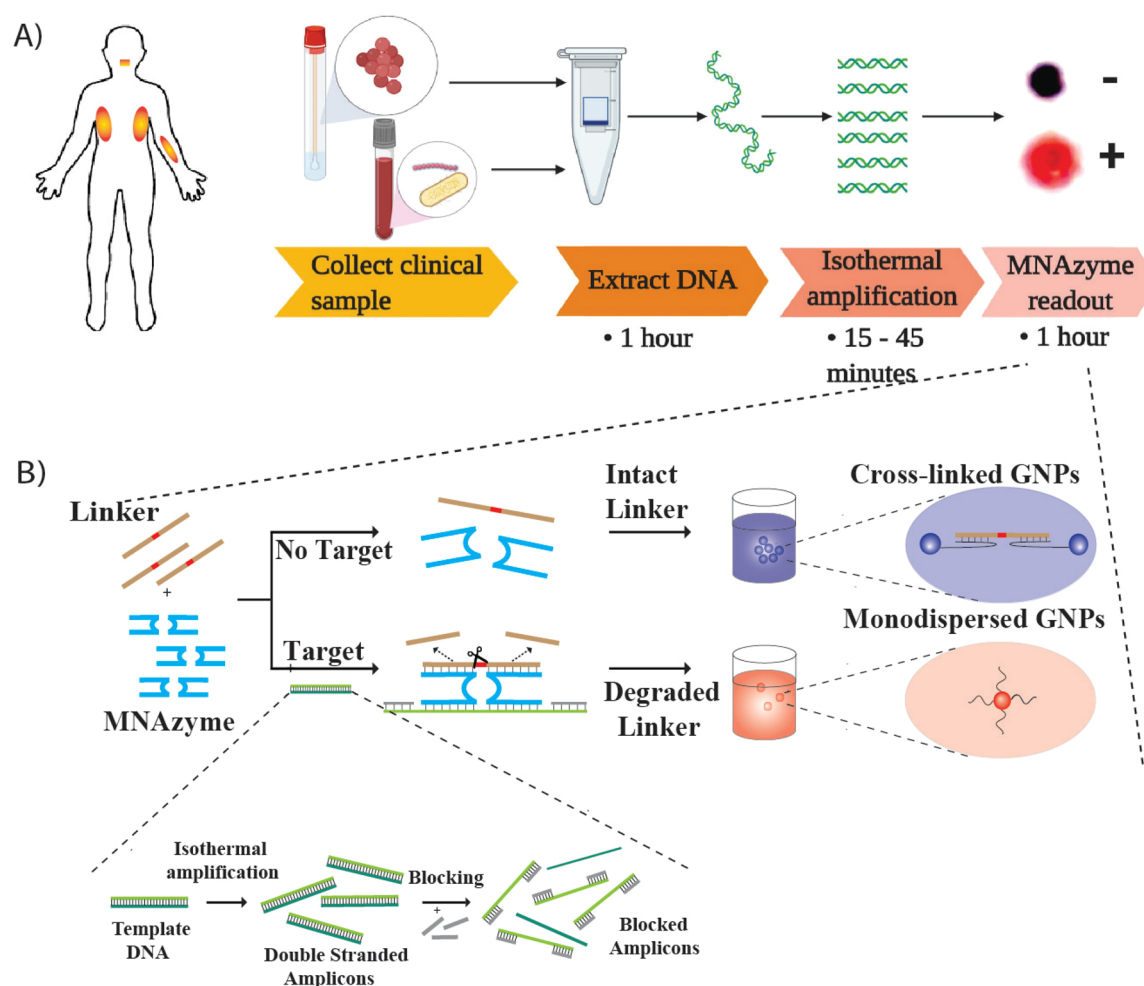 A)
-
+
Collect clinical
sample
Extract DNA
Isothermal
amplification
MNAzyme
readout
• 1 hour
• 15 - 45
minutes
• 1 hour
B)
Linker
+
MNAzyme
No Target
Target
Intact
Linker
Degraded
Linker
Cross-linked GNPs
Monodispersed GNPs
Isothermal
amplification
Template
DNA
Double Stranded
Amplicons
Blocking
+
Blocked
Amplicons